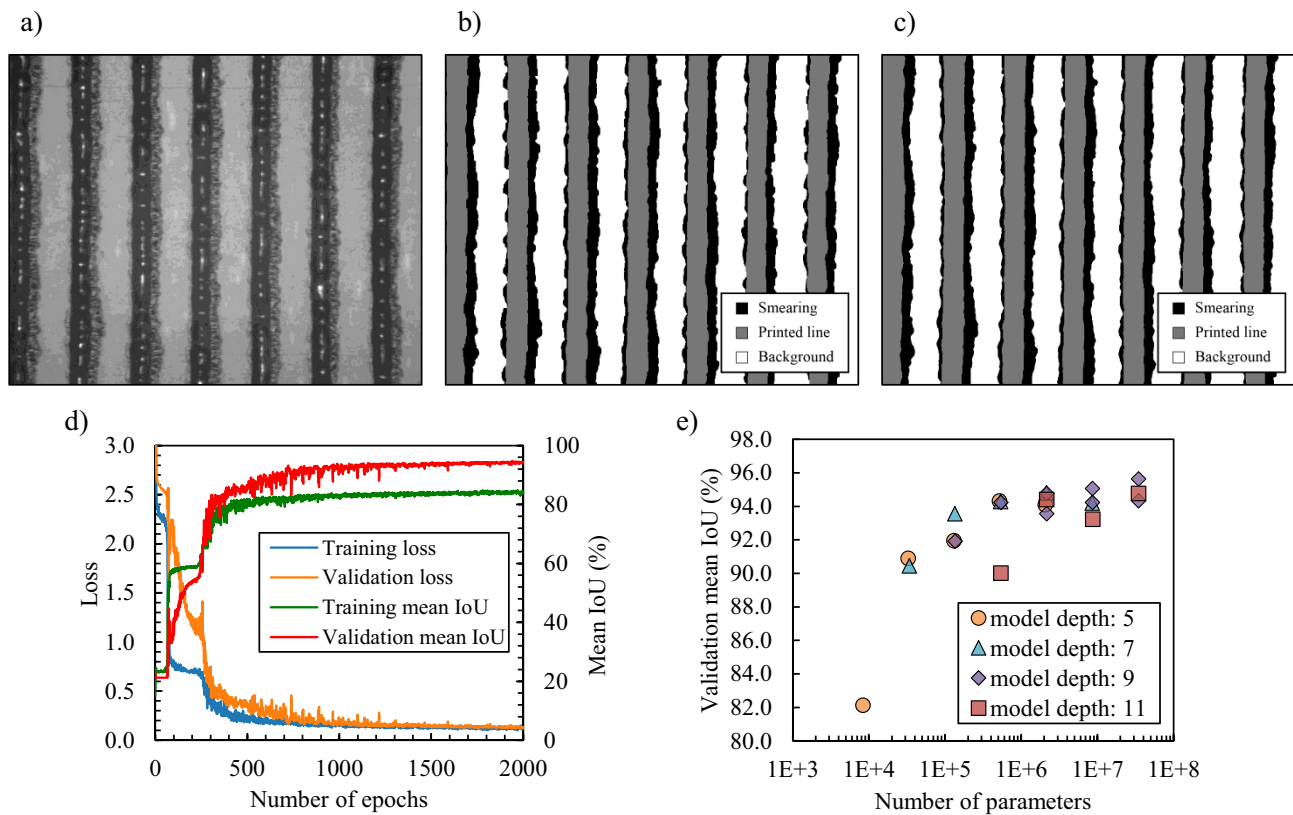 a)
b)
c)
Smearing
Printed line
Background
Smearing
Printed line
Background
d)
Loss
3.0
2.5
2.0
1.5
1.0
0.5
0.0
100
80
60
40
20
0
Mean IoU (%)
Training loss
Validation loss
Training mean IoU
Validation mean IoU
0
500
1000
1500
2000
Number of epochs
e)
Validation mean IoU (%)
98.0
96.0
94.0
92.0
90.0
88.0
86.0
84.0
82.0
80.0
model depth: 5
model depth: 7
model depth: 9
model depth: 11
1E+3
1E+4
1E+5
1E+6
1E+7
1E+8
Number of parameters